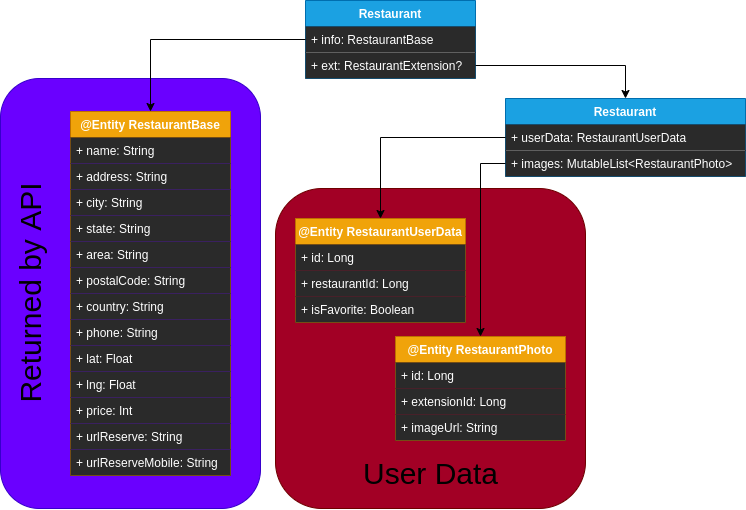 Restaurant
+ info: RestaurantBase
+ ext: RestaurantExtension?
Restaurant
+ userData: RestaurantUserData
+ images: MutableList<RestaurantPhoto>
Returned by API
@Entity RestaurantBase
+ name: String
+ address: String
+ city: String
+ state: String
+ area: String
+ postalCode: String
+ country: String
+ phone: String
+ lat: Float
+ lng: Float
+ price: Int
+ urlReserve: String
+ urlReserveMobile: String
@Entity RestaurantUserData
+ id: Long
+ restaurantId: Long
+ isFavorite: Boolean
@Entity RestaurantPhoto
+ id: Long
+ extensionId: Long
+ imageUrl: String
User Data